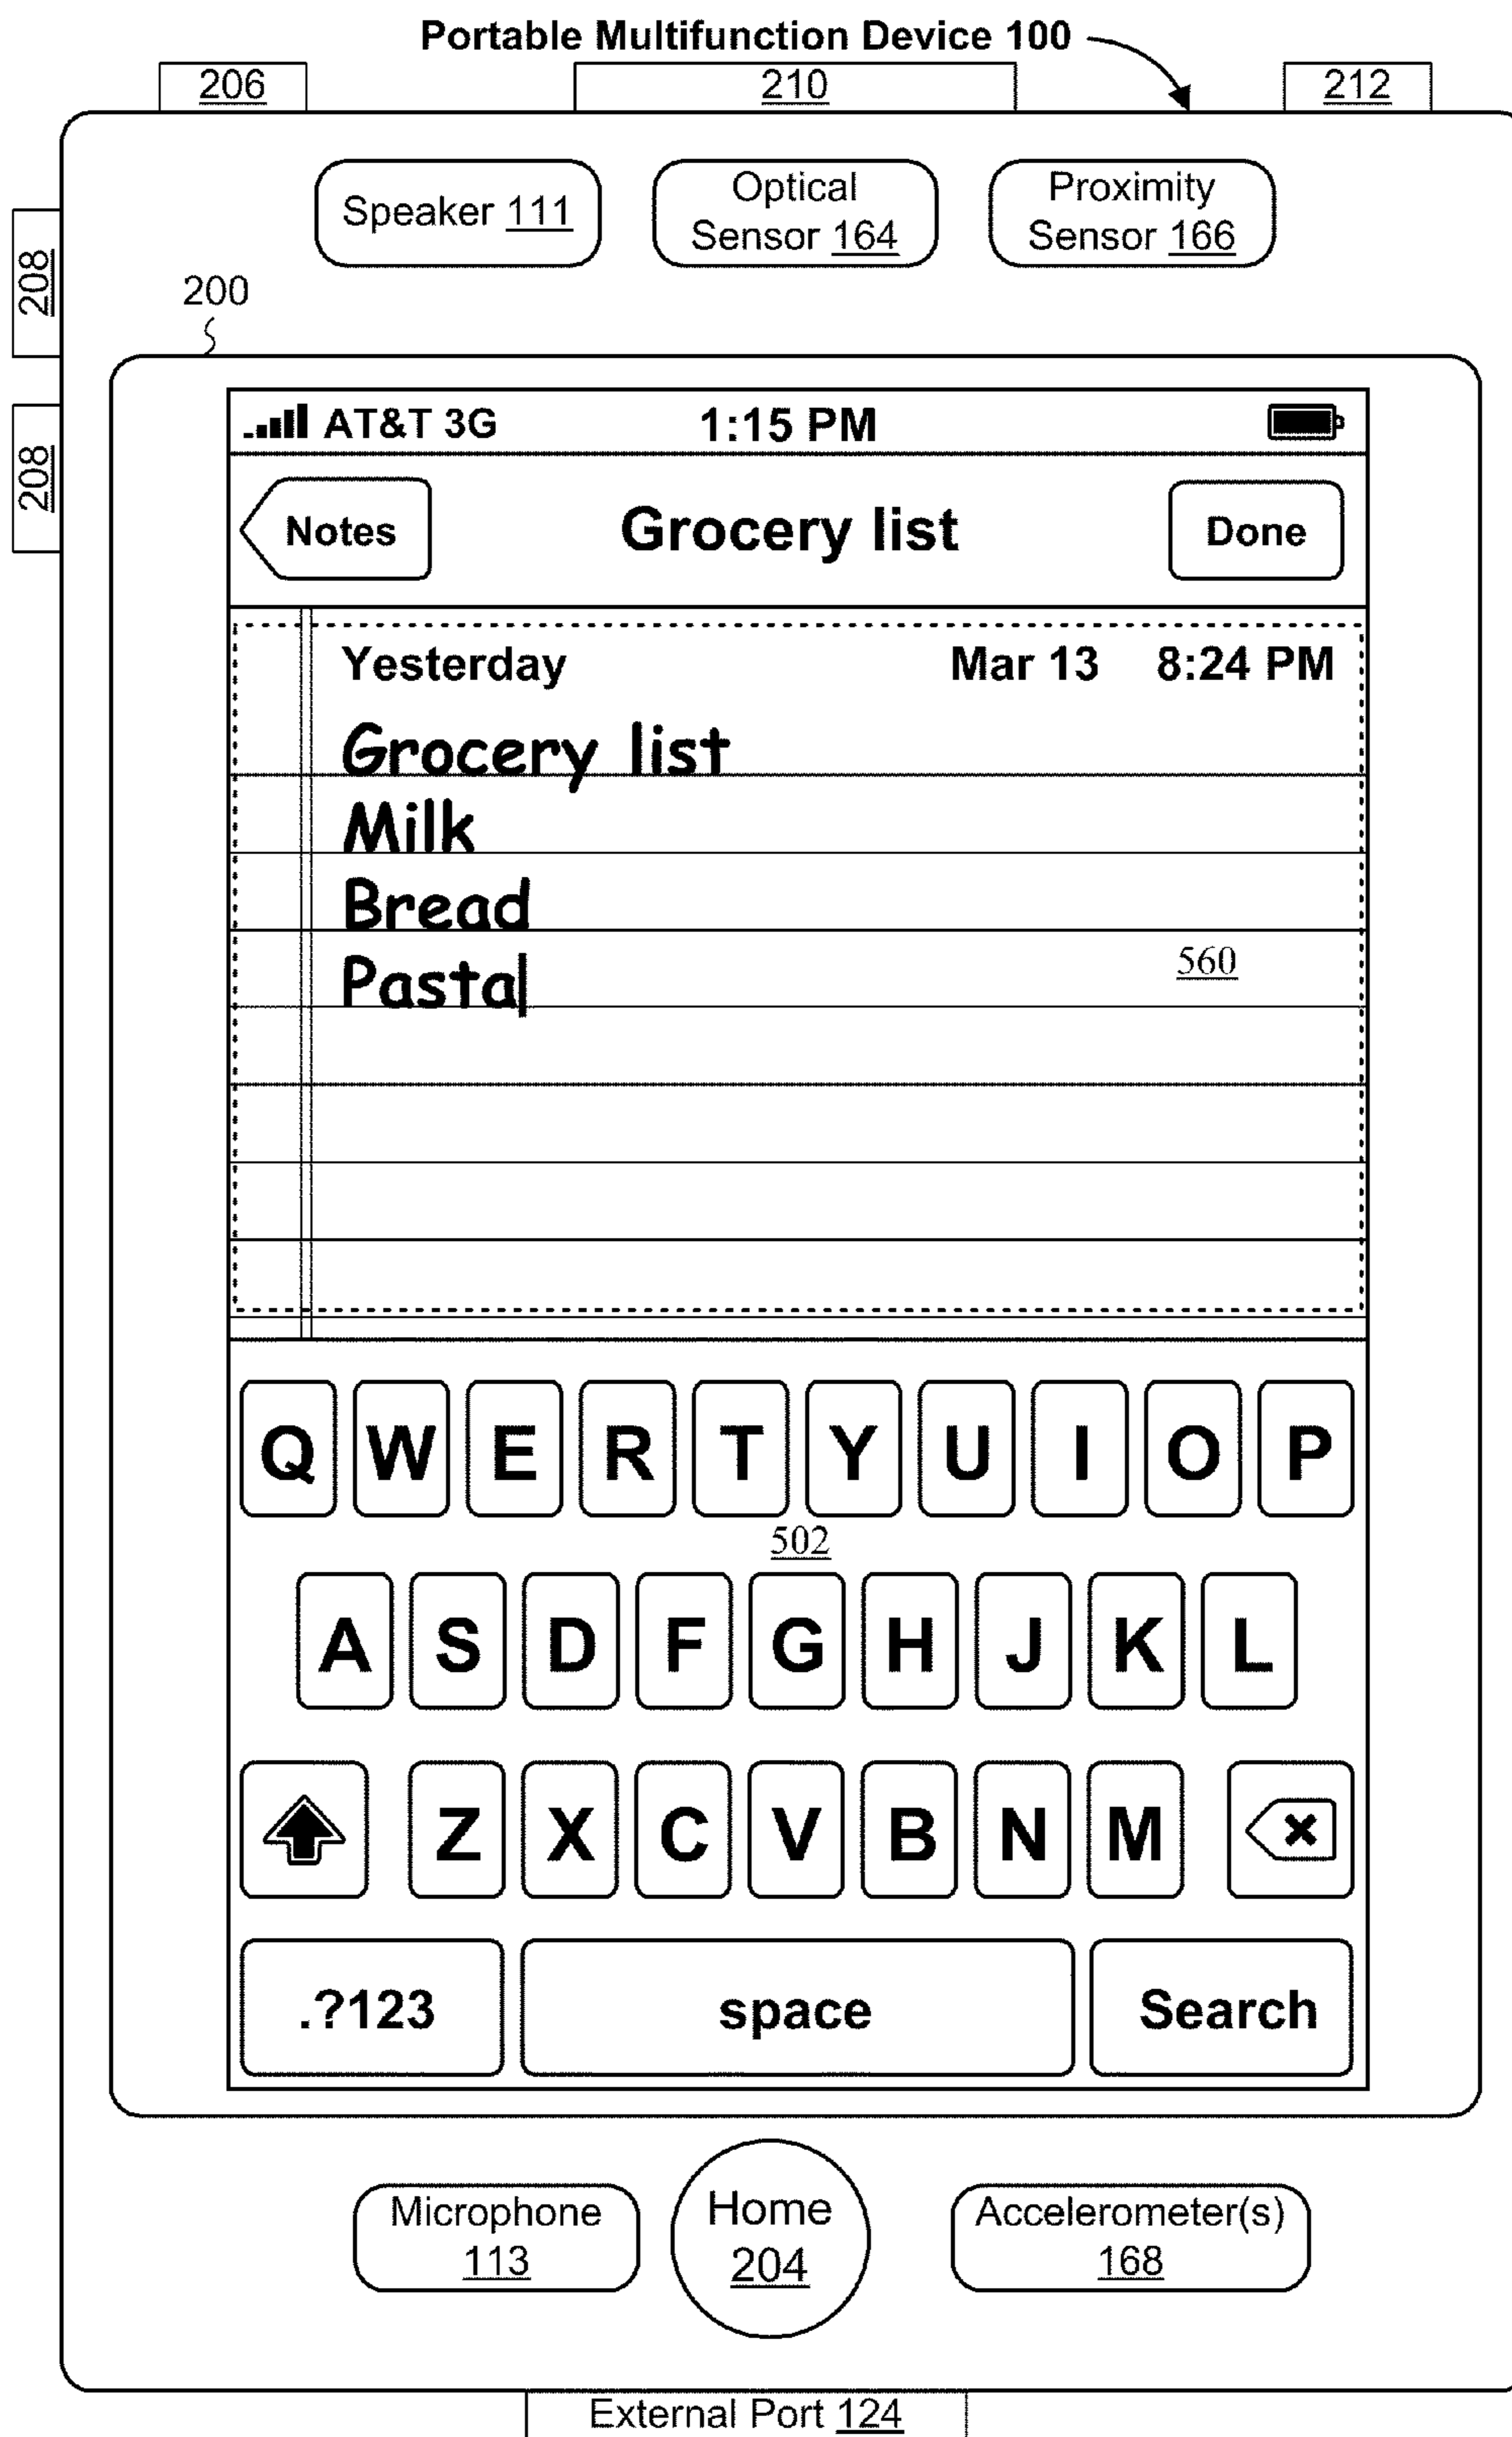 Portable Multifunction Device 100
206 210 212
Speaker 111
Optical
Sensor 164
Proximity
Sensor 166
208
200
208
AT&T 3G 1:15 PM
Notes Grocery list Done
Yesterday Mar 13 8:24 PM
Grocery list
Milk
Bread
Pasta
560
Q W E R T Y U I O P
502
A S D F G H J K L
Z X C V B N M
.?123 space Search
Microphone
113
Home
204
Accelerometer(s)
168
External Port 124